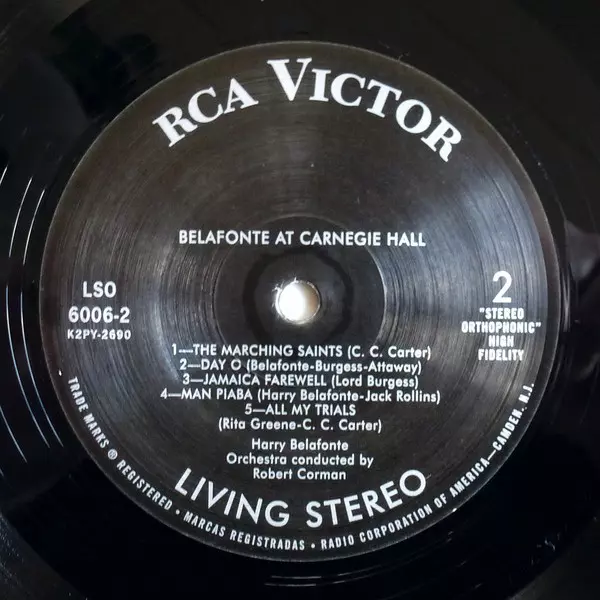 RCA VICTOR
BELAFONTE AT CARNEGIE HALL
LSO
6006-2
K2PY-2690
2
"STEREO
ORTHOPHONIC"
HIGH
FIDELITY
1—THE MARCHING SAINTS (C. C. Carter)
2—DAY O (Belafonte-Burgess-Attaway)
3—JAMAICA FAREWELL (Lord Burgess)
4—MAN PIABA (Harry Belafonte-Jack Rollins)
5—ALL MY TRIALS
(Rita Greene-C. C. Carter)
Harry Belafonte
Orchestra conducted by
Robert Corman
LIVING STEREO
TRADE MARKS ® REGISTERED • MARCAS REGISTRADAS • RADIO CORPORATION OF AMERICA—CAMDEN, N.J.